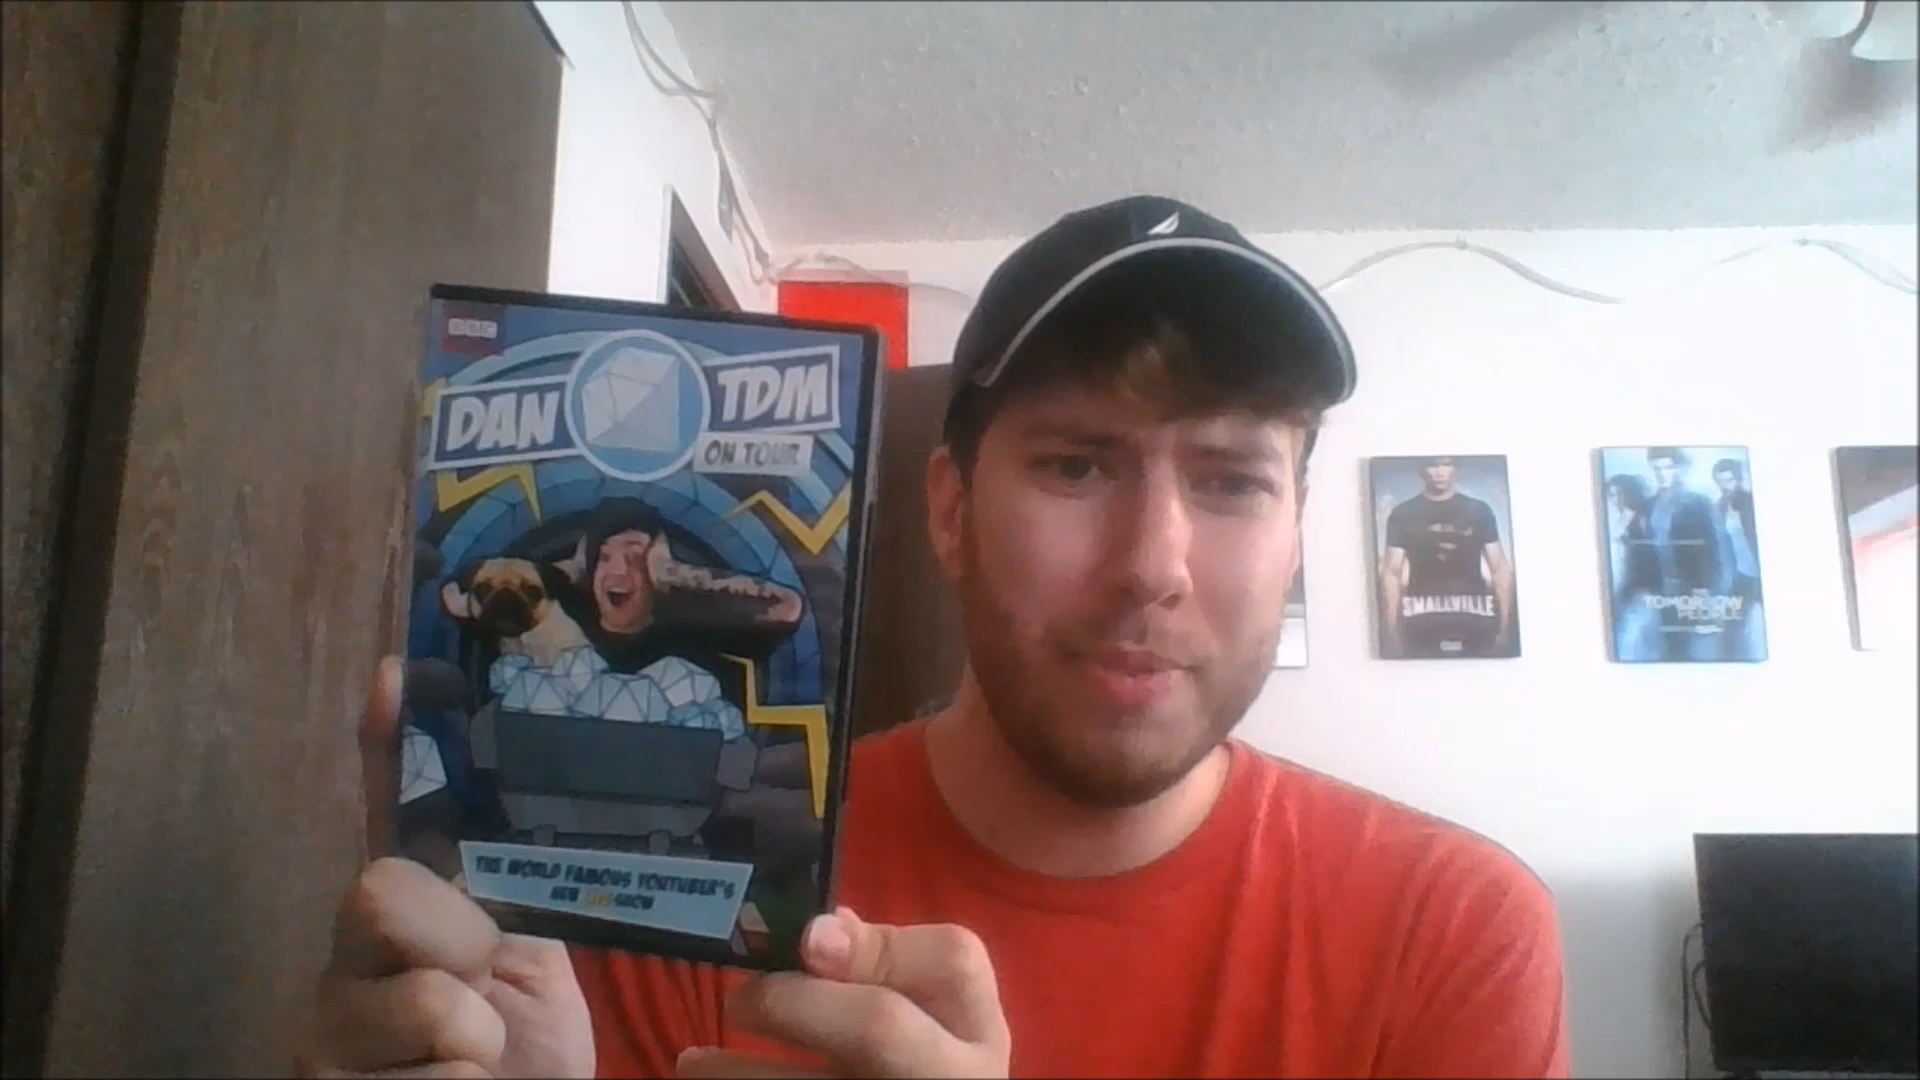 BBC
DAN TDM
ON TOUR
THE WORLD FAMOUS YOUTUBER'S
NEW LIVE SHOW
SMALLVILLE
THE
TOMORROW
PEOPLE